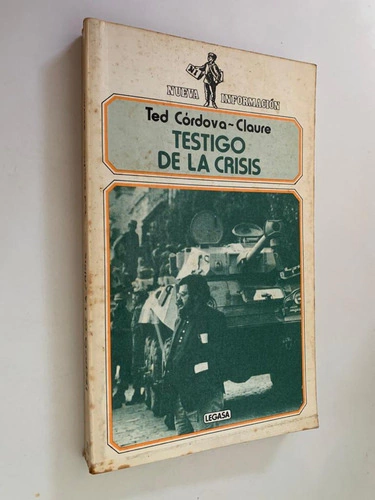 NUEVA INFORMACIÓN
Ted Córdova-Claure
TESTIGO
DE LA CRISIS
LEGASA